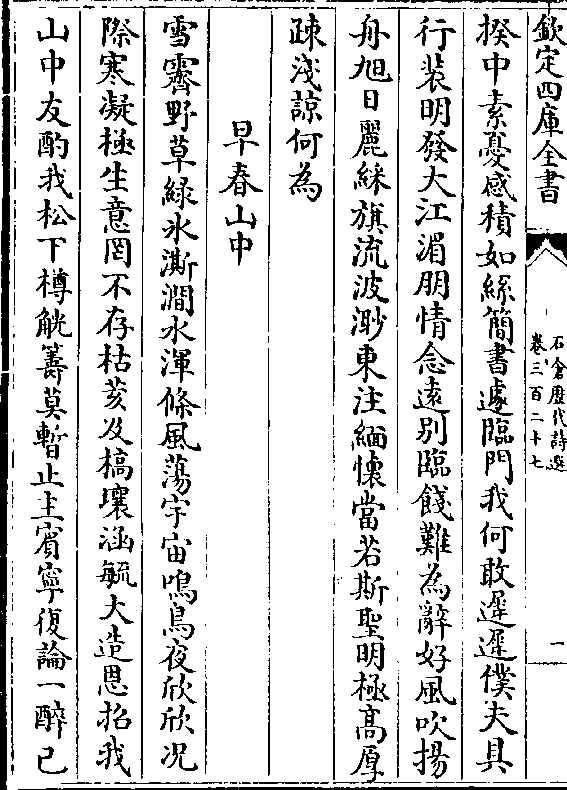 欽定四庫全書
石倉歷代詩選
卷三百二十七
一
揆中素憂感積如絲簡書遽臨門我何敢遲遲僕夫具
行裝明發大江湄朋情念遠别臨餞難為辭好風吹揚
舟旭日麗綵旗流波渺東注緬懷當若斯聖明極高厚
疎淺諒何為
早春山中
雪霽野草緑氷澌澗水渾條風蕩宇宙鳴鳥夜欣欣况
際寒凝極生意罔不存枯荄及槁壤涵毓大造恩招我
山中友酌我松下樽觥籌莫暫止主賓寧復論一醉已